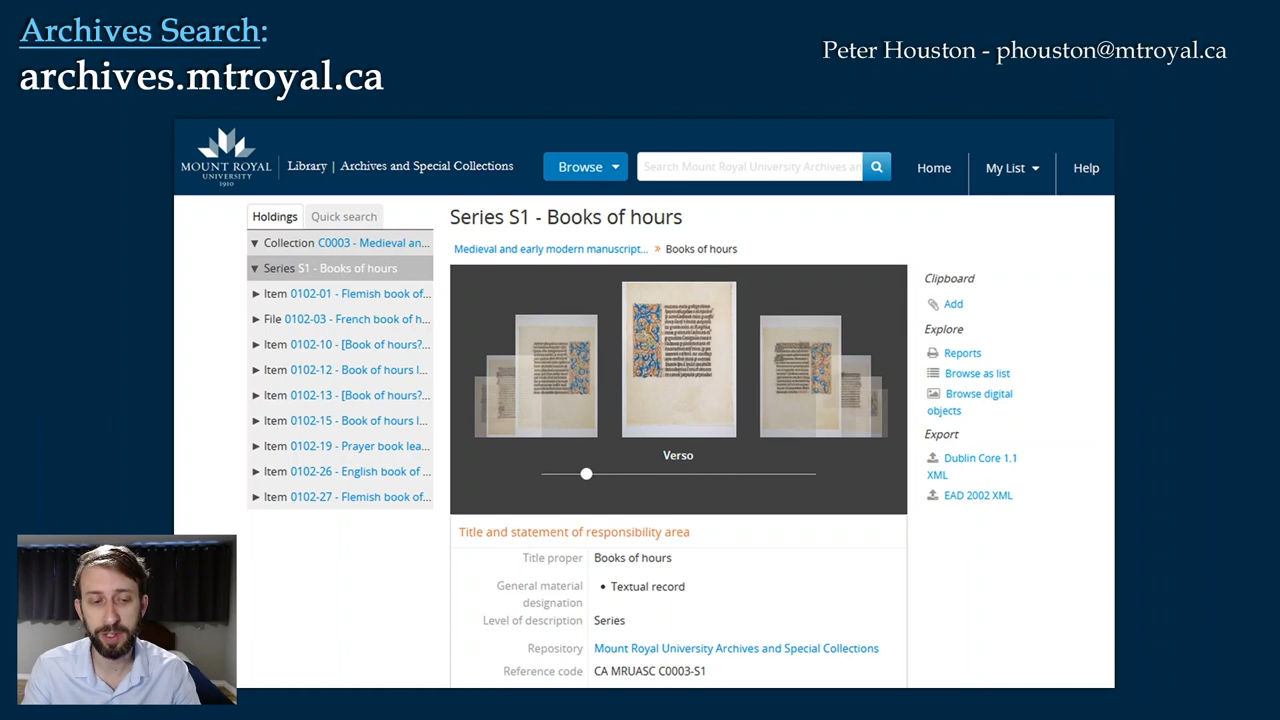 Archives Search:
archives.mtroyal.ca
Peter Houston - phouston@mtroyal.ca
MOUNT ROYAL
UNIVERSITY
1910
Library | Archives and Special Collections
Browse
Search Mount Royal University Archives an
Home
My List
Help
Holdings
Quick search
Collection C0003 - Medieval an...
Series S1 - Books of hours
Item 0102-01 - Flemish book of...
File 0102-03 - French book of h...
Item 0102-10 - [Book of hours?...
Item 0102-12 - Book of hours l...
Item 0102-13 - [Book of hours?...
Item 0102-15 - Book of hours l...
Item 0102-19 - Prayer book lea...
Item 0102-26 - English book of ...
Item 0102-27 - Flemish book of...
Series S1 - Books of hours
Medieval and early modern manuscript... » Books of hours
Verso
Title and statement of responsibility area
Title proper Books of hours
General material
designation
• Textual record
Level of description Series
Repository Mount Royal University Archives and Special Collections
Reference code CA MRUASC C0003-S1
Clipboard
Add
Explore
Reports
Browse as list
Browse digital
objects
Export
Dublin Core 1.1
XML
EAD 2002 XML